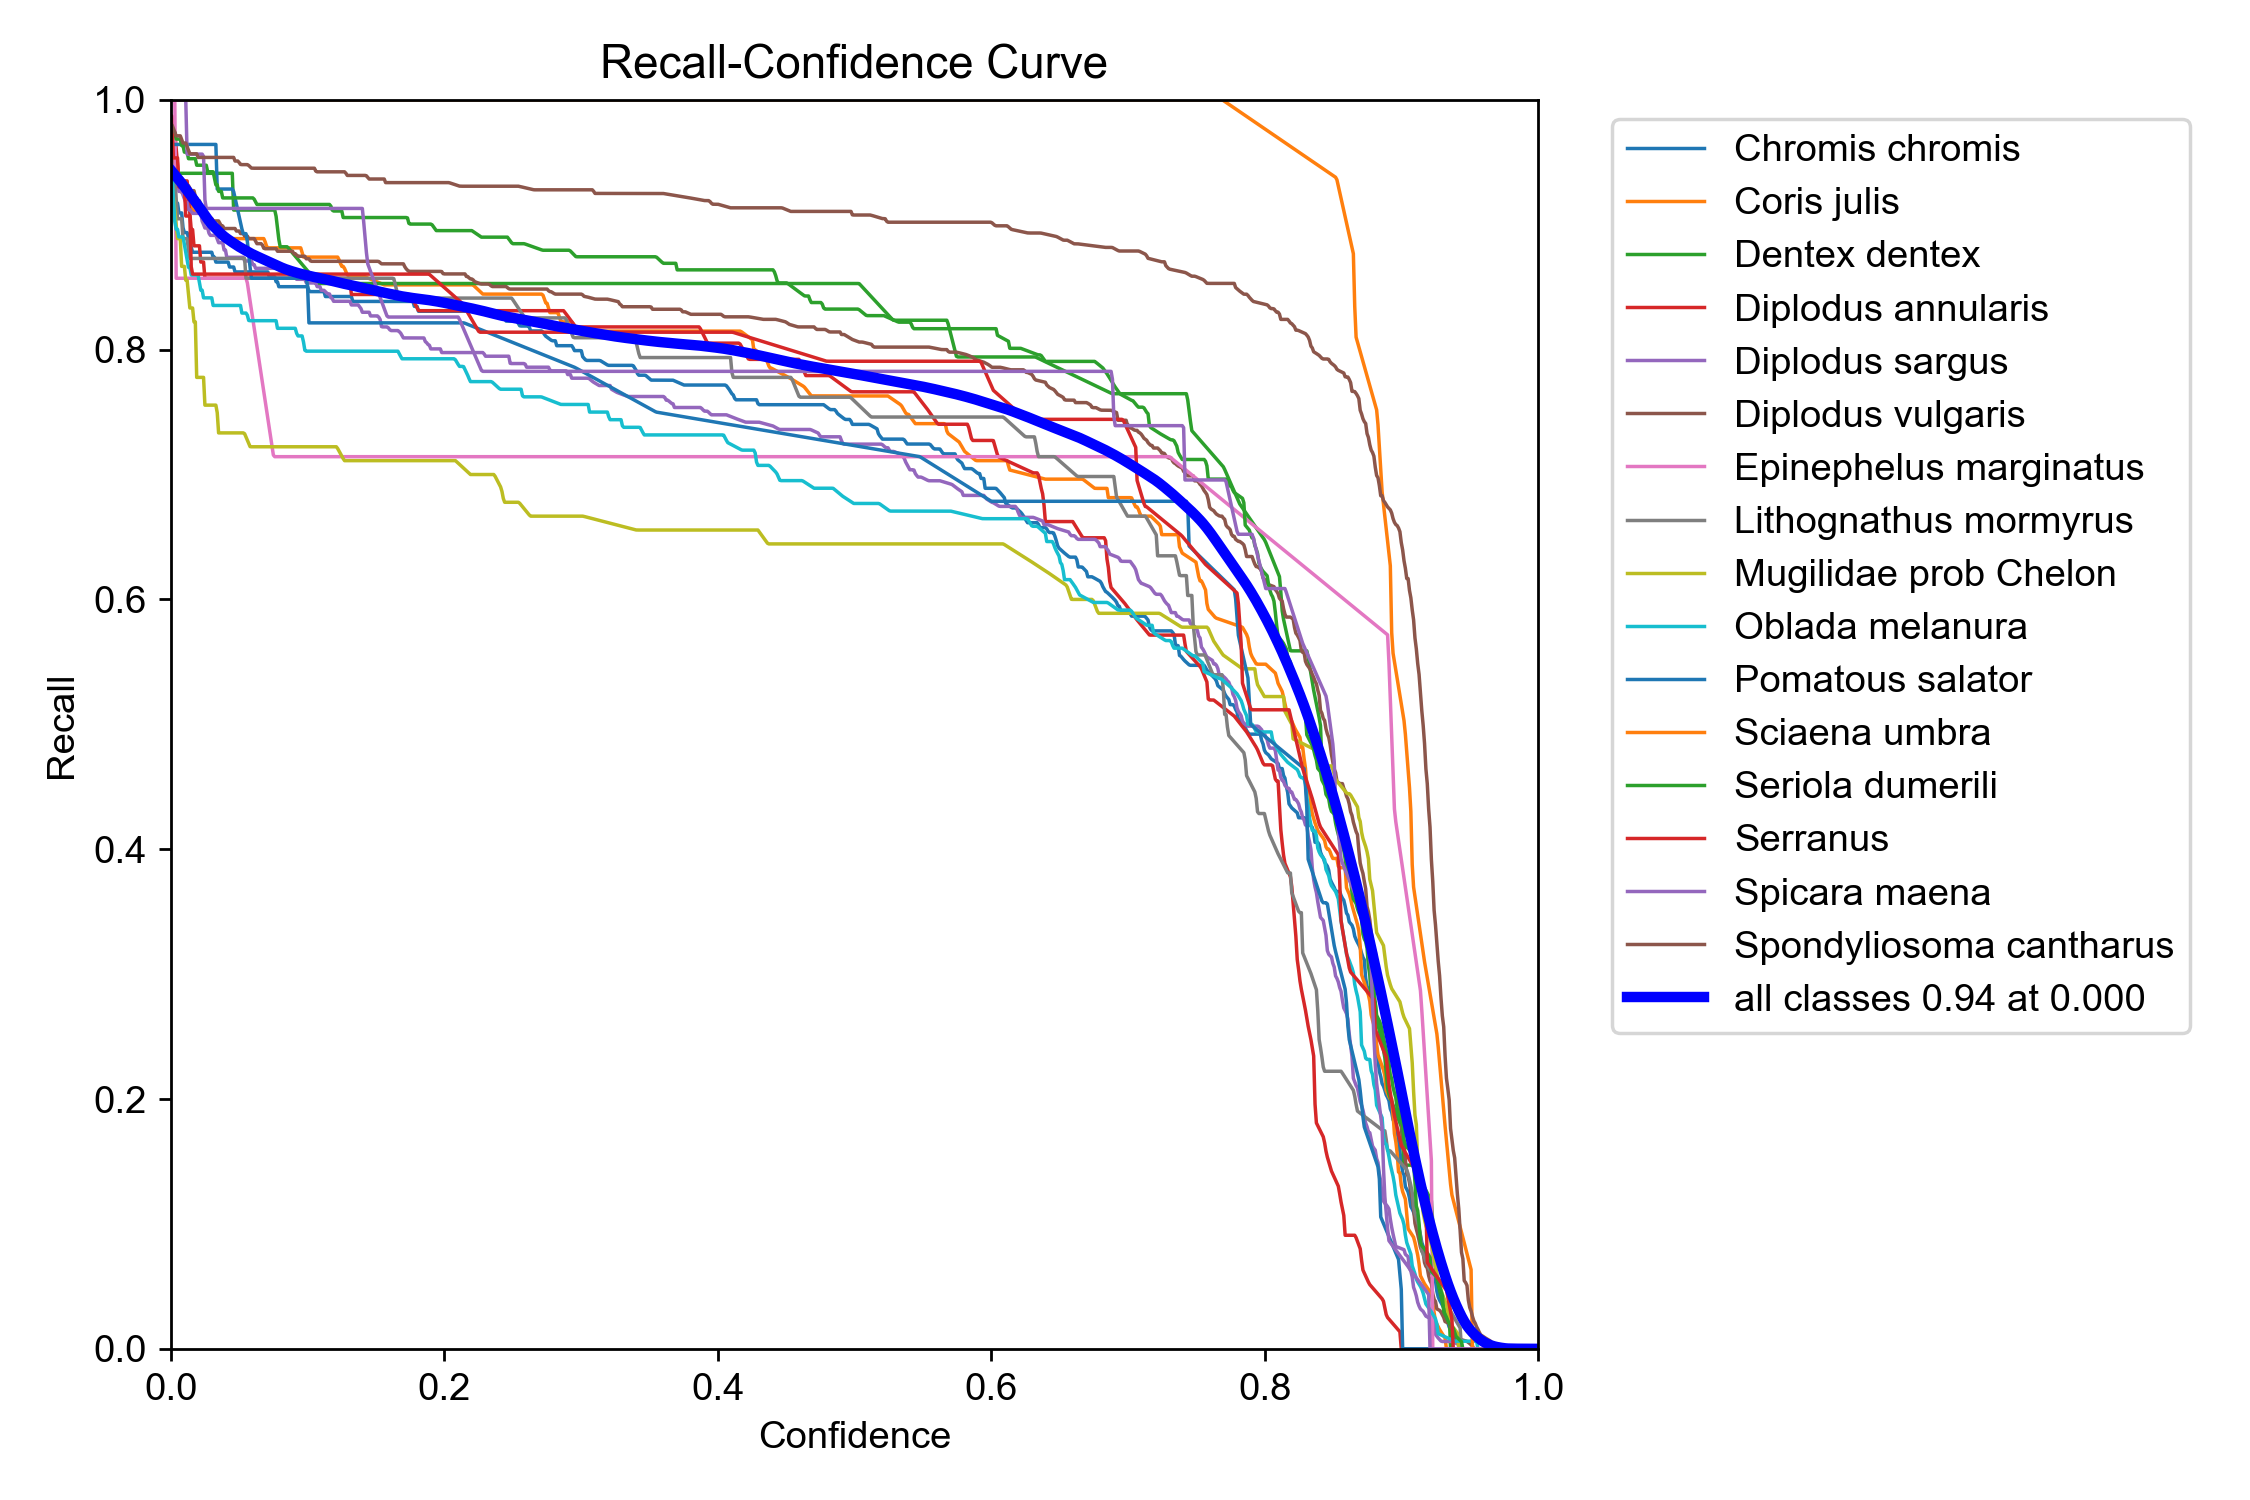 Recall-Confidence Curve
1.0
0.8
0.6
0.4
0.2
0.0
Recall
0.0 0.2 0.4 0.6 0.8 1.0
Confidence
Chromis chromis
Coris julis
Dentex dentex
Diplodus annularis
Diplodus sargus
Diplodus vulgaris
Epinephelus marginatus
Lithognathus mormyrus
Mugilidae prob Chelon
Oblada melanura
Pomatous salator
Sciaena umbra
Seriola dumerili
Serranus
Spicara maena
Spondyliosoma cantharus
all classes 0.94 at 0.000